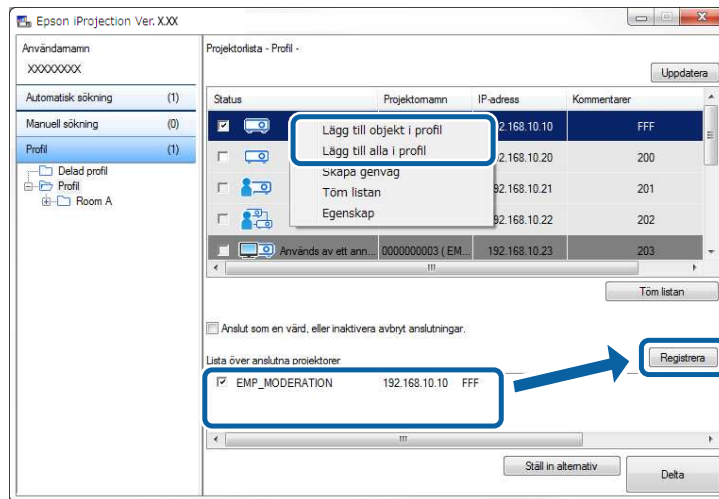 Epson iProjection Ver. X.XX
Användarnamn
XXXXXXXX
Automatisk sökning (1)
Manuell sökning (0)
Profil (1)
Delad profil
Profil
Room A
Projektorlista - Profil -
Uppdatera
Status Projektornamn IP-adress Kommentarer
92.168.10.10 FFF
Lägg till objekt i profil
Lägg till alla i profil
Skapa genväg
Töm listan
Egenskap
92.168.10.20 200
92.168.10.21 201
92.168.10.22 202
Används av ett ann... 0000000003 ( EM... 192.168.10.23 203
Töm listan
Anslut som en värd, eller inaktivera avbryt anslutningar.
Lista över anslutna projektorer
Registrera
EMP_MODERATION 192.168.10.10 FFF
Ställ in alternativ
Delta